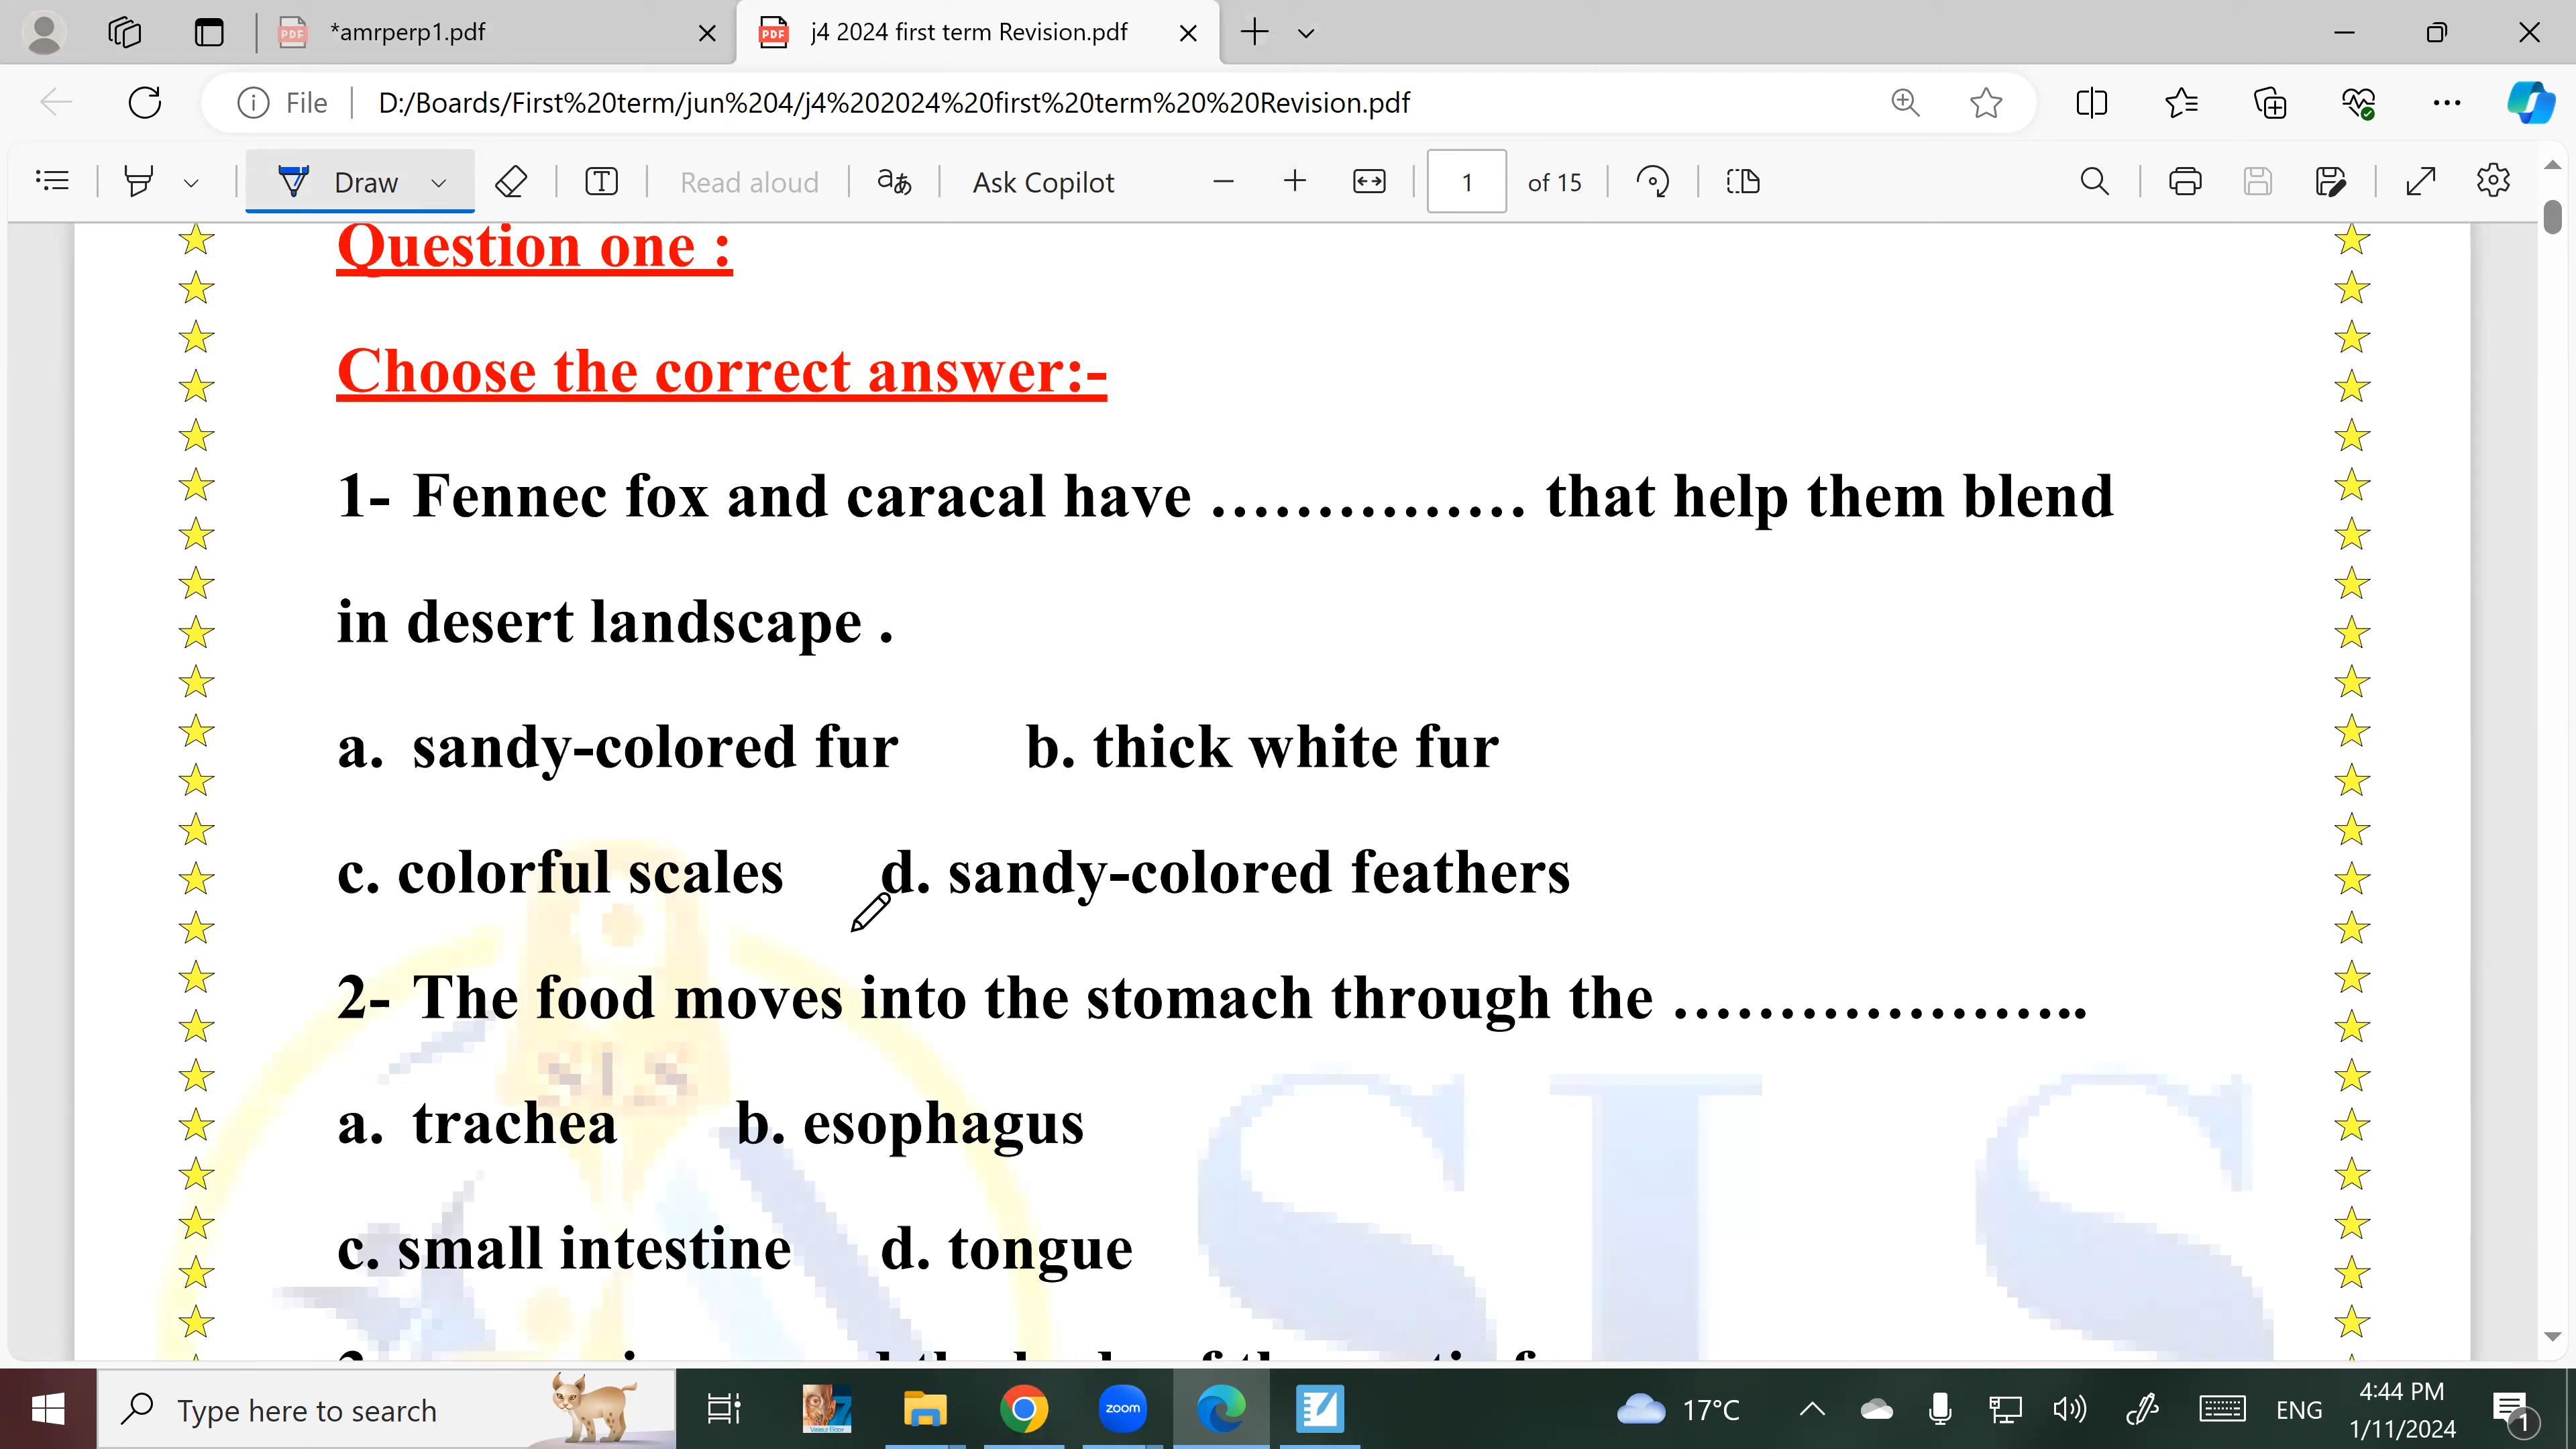 *amrperp1.pdf
j4 2024 first term Revision.pdf
File
D:/Boards/First%20term/jun%204/j4%202024%20first%20term%20%20Revision.pdf
Draw
Read aloud
aあ
Ask Copilot
1
of 15
Question one :
Choose the correct answer:-
1- Fennec fox and caracal have …………… that help them blend
in desert landscape .
a. sandy-colored fur b. thick white fur
c. colorful scales d. sandy-colored feathers
2- The food moves into the stomach through the ………………..
a. trachea b. esophagus
c. small intestine d. tongue
SIS
S I S
Type here to search
zoom
17°C
ENG
4:44 PM
1/11/2024
1